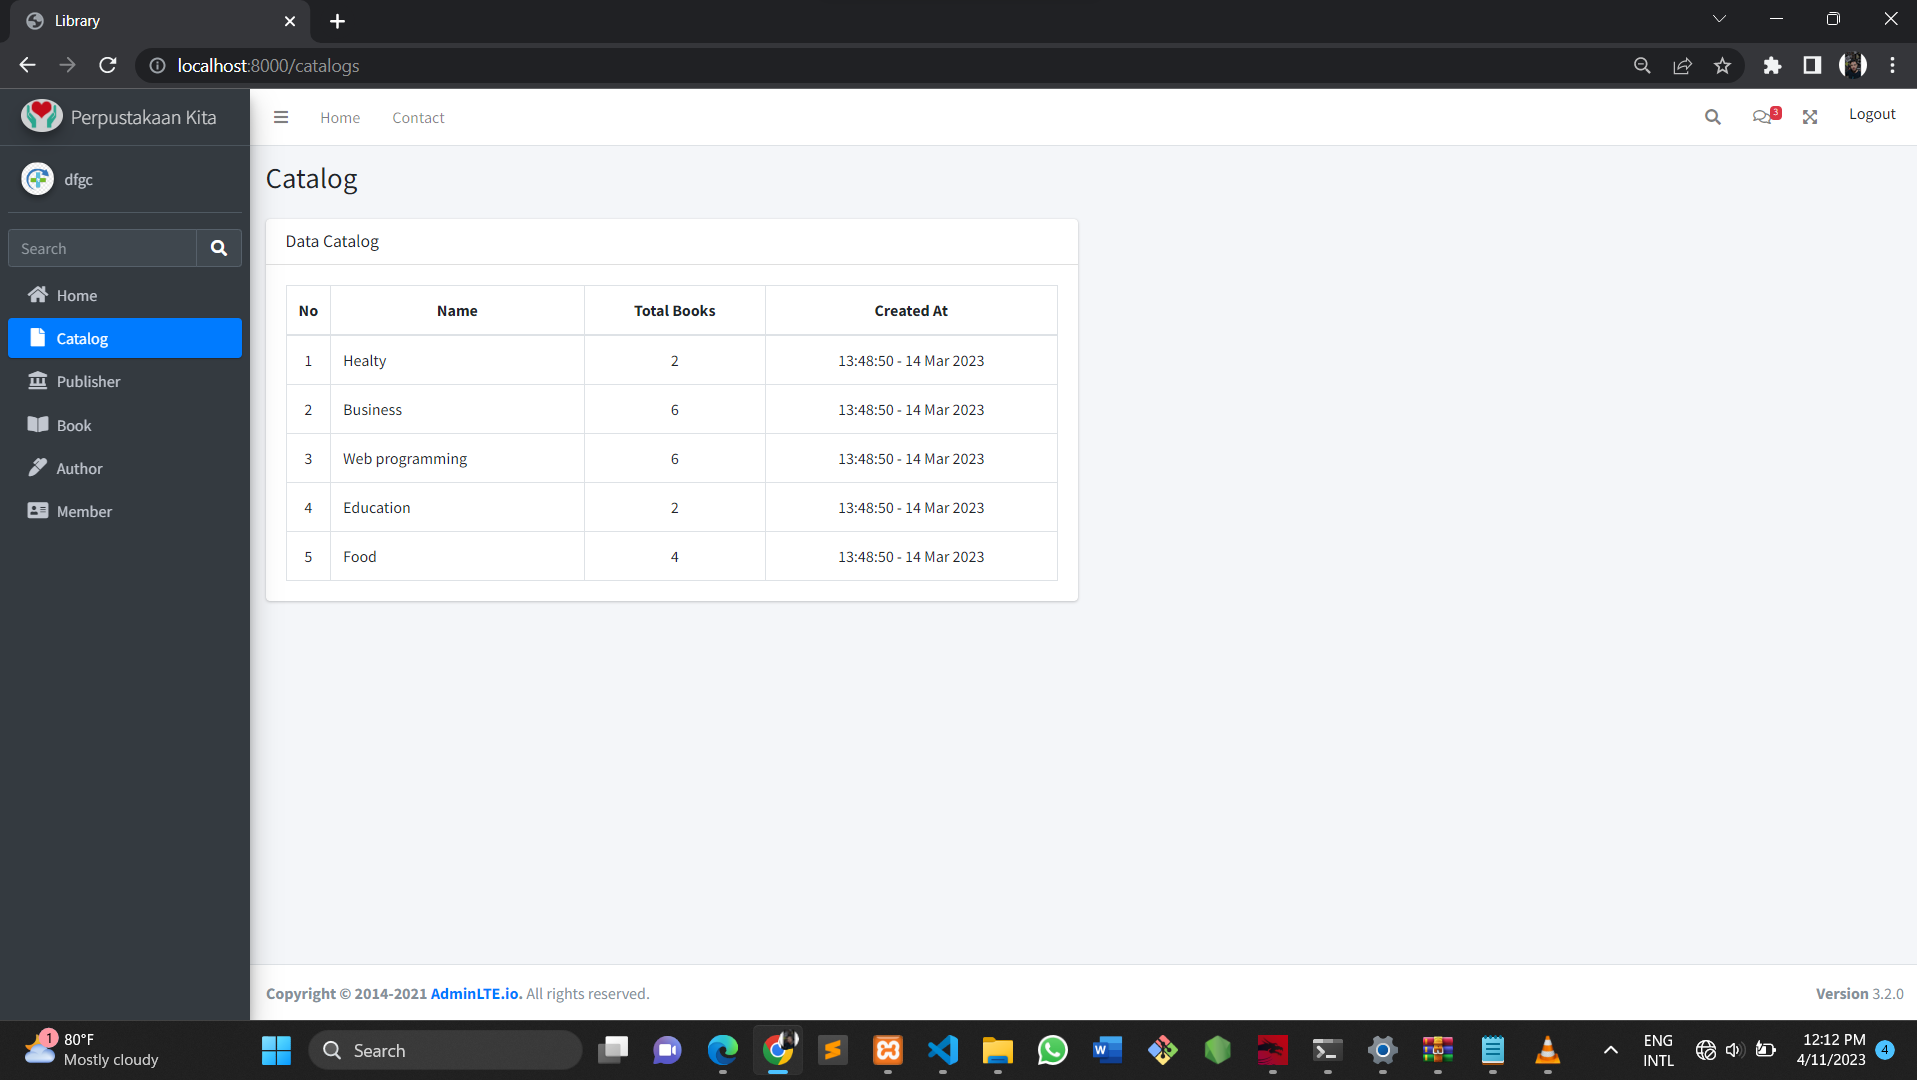 Library
localhost:8000/catalogs
Perpustakaan Kita
Home
Contact
3
Logout
dfgc
Search
Home
Catalog
Publisher
Book
Author
Member
Catalog
Data Catalog
No Name Total Books Created At
1 Healty 2 13:48:50 - 14 Mar 2023
2 Business 6 13:48:50 - 14 Mar 2023
3 Web programming 6 13:48:50 - 14 Mar 2023
4 Education 2 13:48:50 - 14 Mar 2023
5 Food 4 13:48:50 - 14 Mar 2023
Copyright © 2014-2021 AdminLTE.io. All rights reserved.
Version 3.2.0
1
80°F
Mostly cloudy
Search
ENG
INTL
12:12 PM
4/11/2023
4